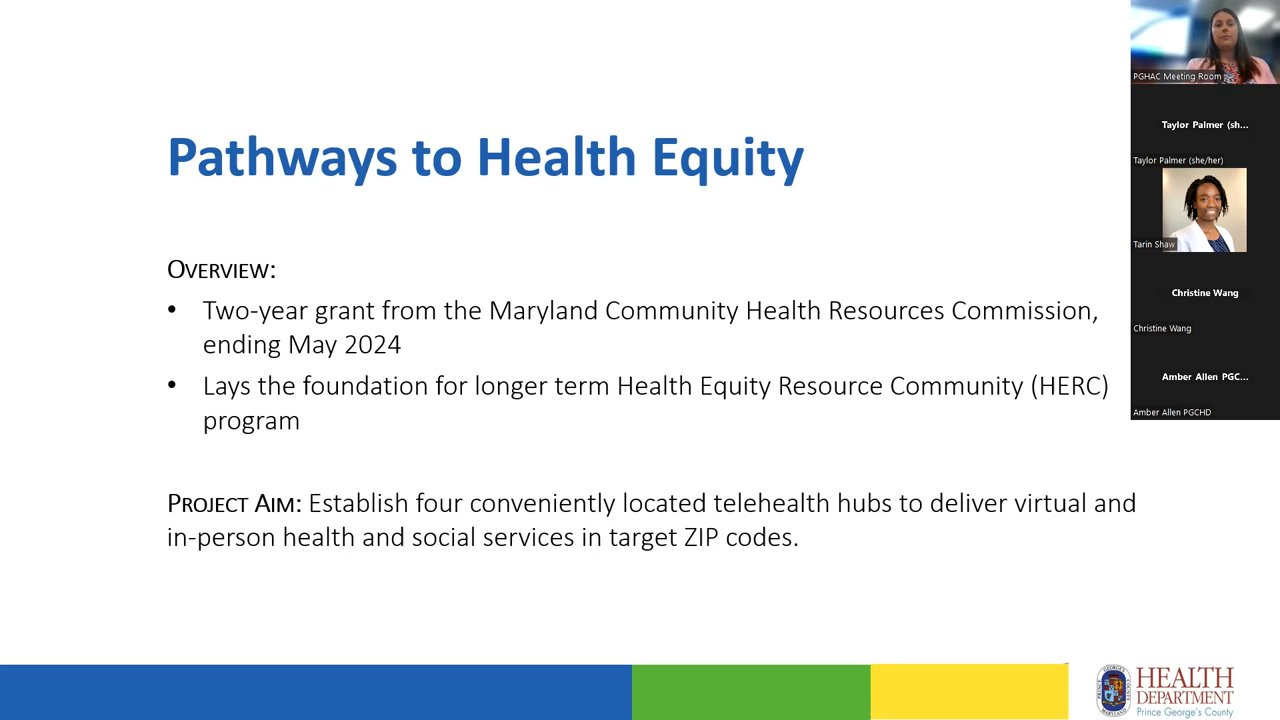 Pathways to Health Equity
OVERVIEW:
• Two-year grant from the Maryland Community Health Resources Commission,
ending May 2024
• Lays the foundation for longer term Health Equity Resource Community (HERC)
program
PROJECT AIM: Establish four conveniently located telehealth hubs to deliver virtual and
in-person health and social services in target ZIP codes.
PGHAC Meeting Room
Taylor Palmer (sh...
Taylor Palmer (she/her)
Tarin Shaw
Christine Wang
Christine Wang
Amber Allen PGC...
Amber Allen PGCHD
HEALTH
DEPARTMENT
Prince George's County